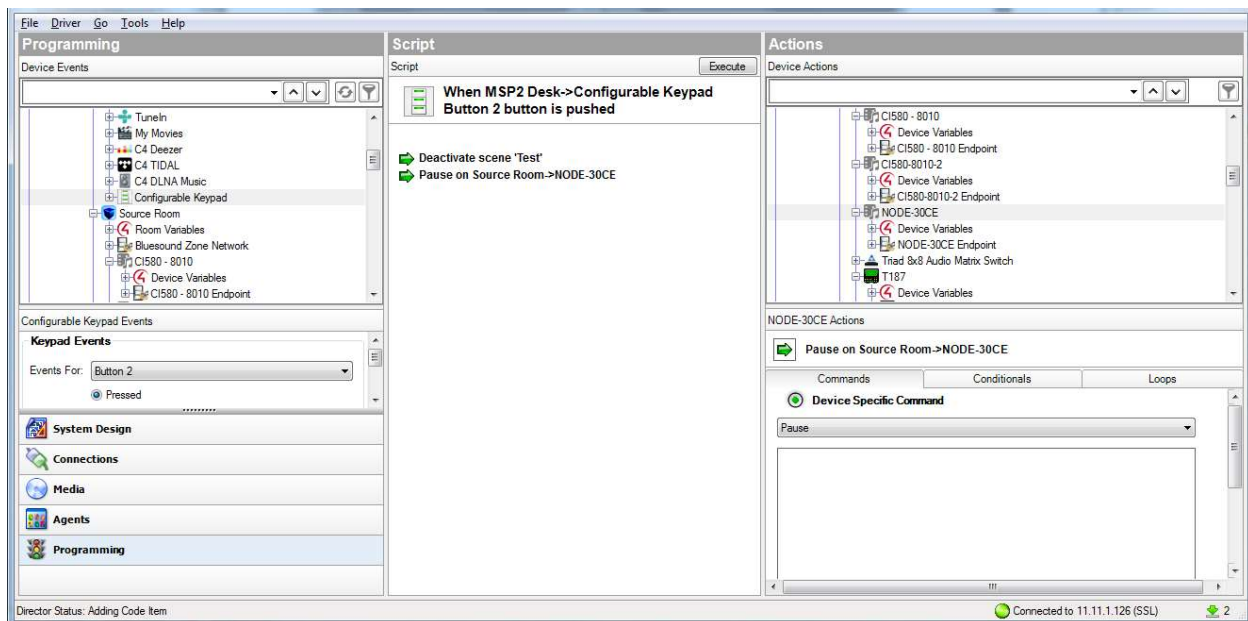 File Driver Go Tools Help
Programming
Device Events
TuneIn
My Movies
C4 Deezer
C4 TIDAL
C4 DLNA Music
Configurable Keypad
Source Room
Room Variables
Bluesound Zone Network
CI580 - 8010
Device Variables
CI580 - 8010 Endpoint
Configurable Keypad Events
Keypad Events
Events For: Button 2
Pressed
System Design
Connections
Media
Agents
Programming
Script
Script Execute
When MSP2 Desk->Configurable Keypad
Button 2 button is pushed
Deactivate scene 'Test'
Pause on Source Room->NODE-30CE
Actions
Device Actions
CI580 - 8010
Device Variables
CI580 - 8010 Endpoint
CI580-8010-2
Device Variables
CI580-8010-2 Endpoint
NODE-30CE
Device Variables
NODE-30CE Endpoint
Triad 8x8 Audio Matrix Switch
T187
Device Variables
NODE-30CE Actions
Pause on Source Room->NODE-30CE
Commands Conditionals Loops
Device Specific Command
Pause
Director Status: Adding Code Item
Connected to 11.11.1.126 (SSL) 2